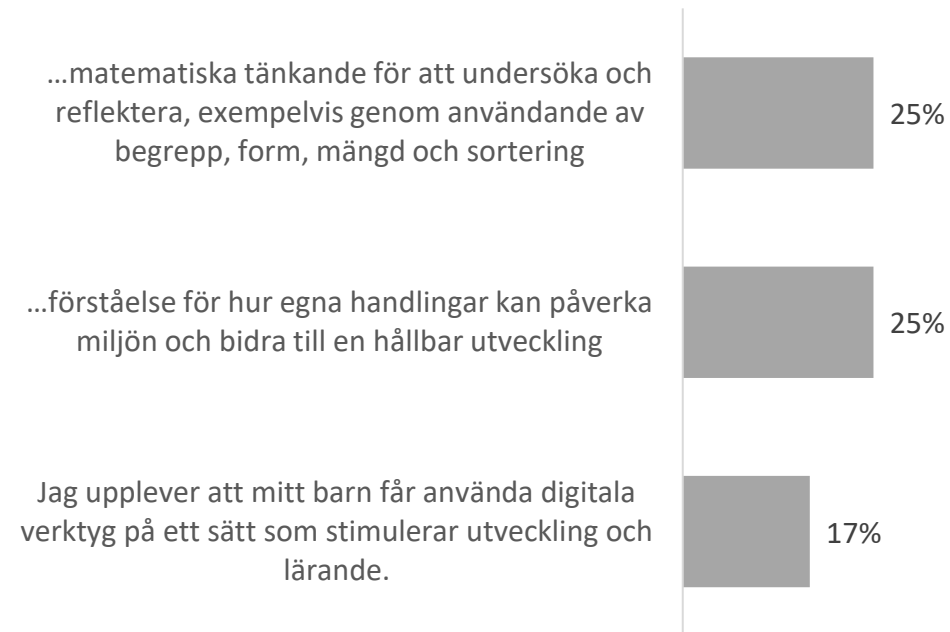 …matematiska tänkande för att undersöka och
reflektera, exempelvis genom användande av
begrepp, form, mängd och sortering
25%
…förståelse för hur egna handlingar kan påverka
miljön och bidra till en hållbar utveckling
25%
Jag upplever att mitt barn får använda digitala
verktyg på ett sätt som stimulerar utveckling och
lärande.
17%